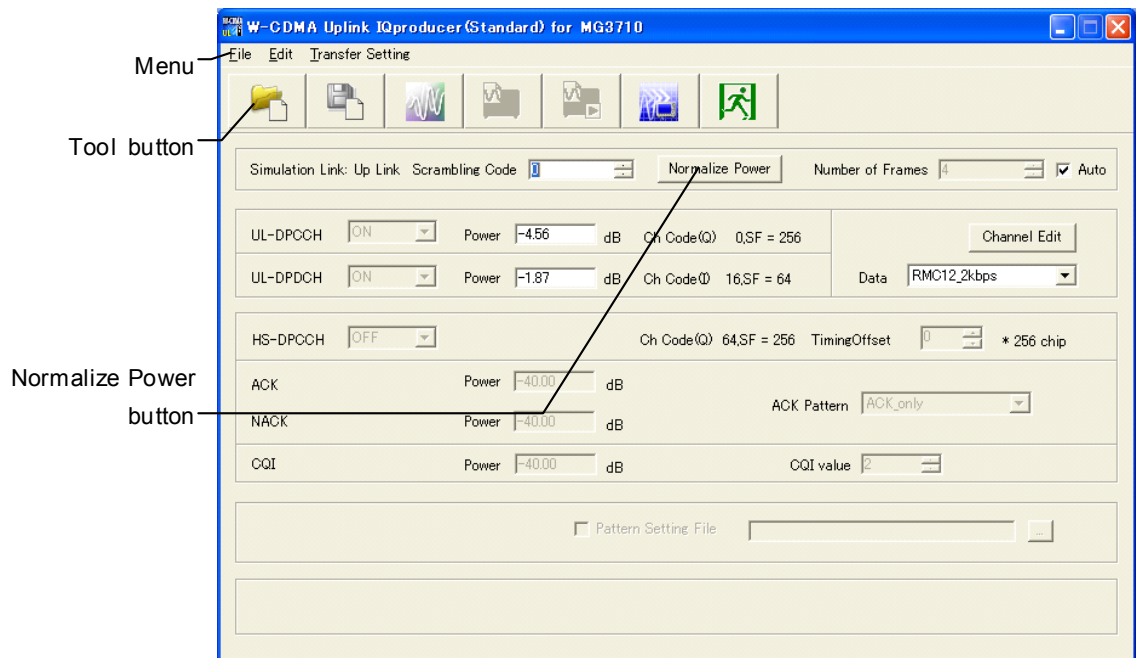 W-CDMA Uplink IQproducer(Standard) for MG3710
File Edit Transfer Setting
Menu
Tool button
Simulation Link: Up Link Scrambling Code 0 Normalize Power Number of Frames 4 Auto
UL-DPCCH ON Power -4.56 dB Ch Code(Q) 0,SF = 256 Channel Edit
UL-DPDCH ON Power -1.87 dB Ch Code(I) 16,SF = 64 Data RMC12_2kbps
HS-DPCCH OFF Ch Code(Q) 64,SF = 256 TimingOffset 0 * 256 chip
Normalize Power
button
ACK Power -40.00 dB ACK Pattern ACK_only
NACK Power -40.00 dB
CQI Power -40.00 dB CQI value 2
Pattern Setting File ...